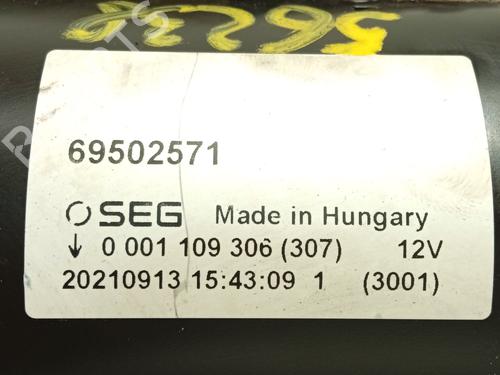 69502571
SEG Made in Hungary
↓ 0 001 109 306 (307) 12V
20210913 15:43:09 1 (3001)